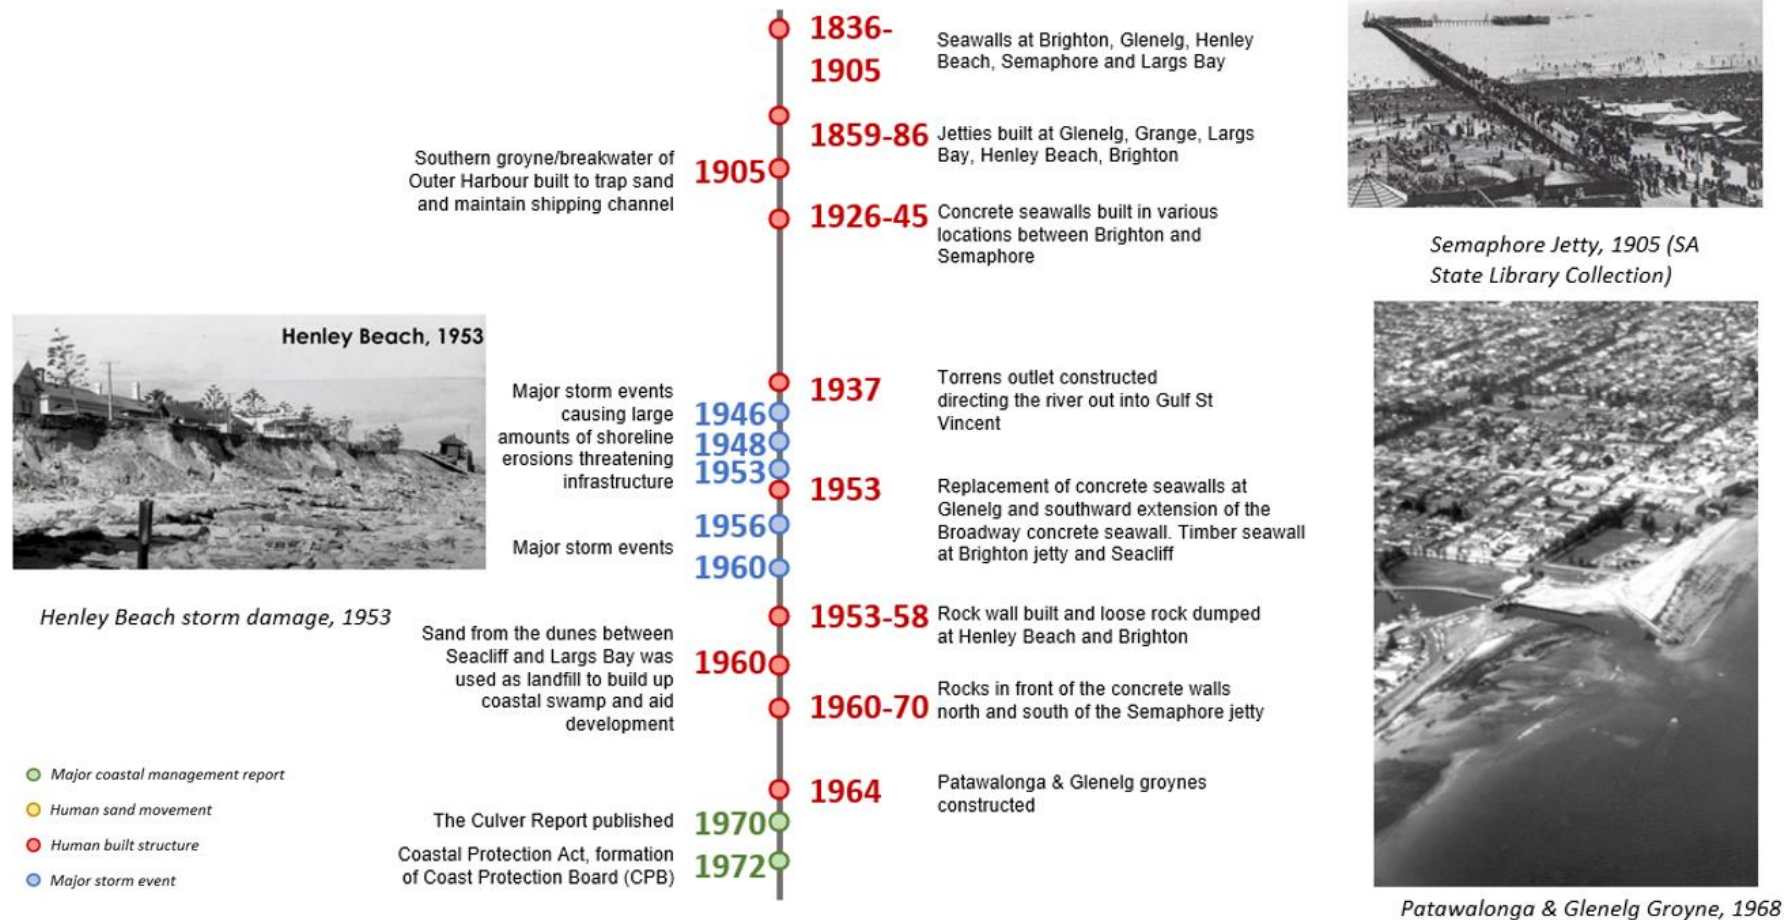 1836-
1905
Seawalls at Brighton, Glenelg, Henley
Beach, Semaphore and Largs Bay
1859-86
Jetties built at Glenelg, Grange, Largs
Bay, Henley Beach, Brighton
Southern groyne/breakwater of
Outer Harbour built to trap sand
and maintain shipping channel
1905
1926-45
Concrete seawalls built in various
locations between Brighton and
Semaphore
Semaphore Jetty, 1905 (SA
State Library Collection)
Henley Beach, 1953
Henley Beach storm damage, 1953
1937
Torrens outlet constructed
directing the river out into Gulf St
Vincent
Major storm events
causing large
amounts of shoreline
erosions threatening
infrastructure
1946
1948
1953
1953
Replacement of concrete seawalls at
Glenelg and southward extension of the
Broadway concrete seawall. Timber seawall
at Brighton jetty and Seacliff
Major storm events
1956
1960
1953-58
Rock wall built and loose rock dumped
at Henley Beach and Brighton
Sand from the dunes between
Seacliff and Largs Bay was
used as landfill to build up
coastal swamp and aid
development
1960
1960-70
Rocks in front of the concrete walls
north and south of the Semaphore jetty
1964
Patawalonga & Glenelg groynes
constructed
The Culver Report published
1970
Coastal Protection Act, formation
of Coast Protection Board (CPB)
1972
Major coastal management report
Human sand movement
Human built structure
Major storm event
Patawalonga & Glenelg Groyne, 1968